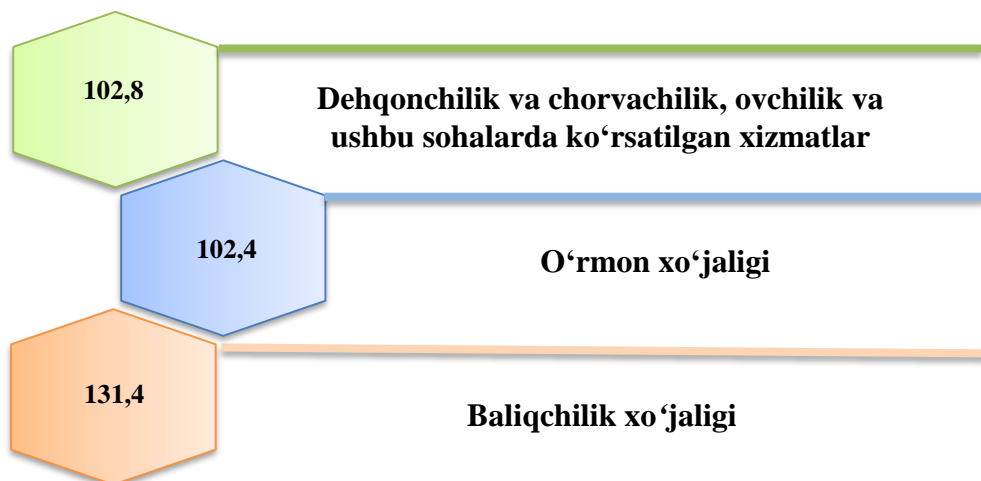 102,8
Dehqonchilik va chorvachilik, ovchilik va
ushbu sohalarda ko‘rsatilgan xizmatlar
102,4
O‘rmon xo‘jaligi
131,4
Baliqchilik xo‘jaligi